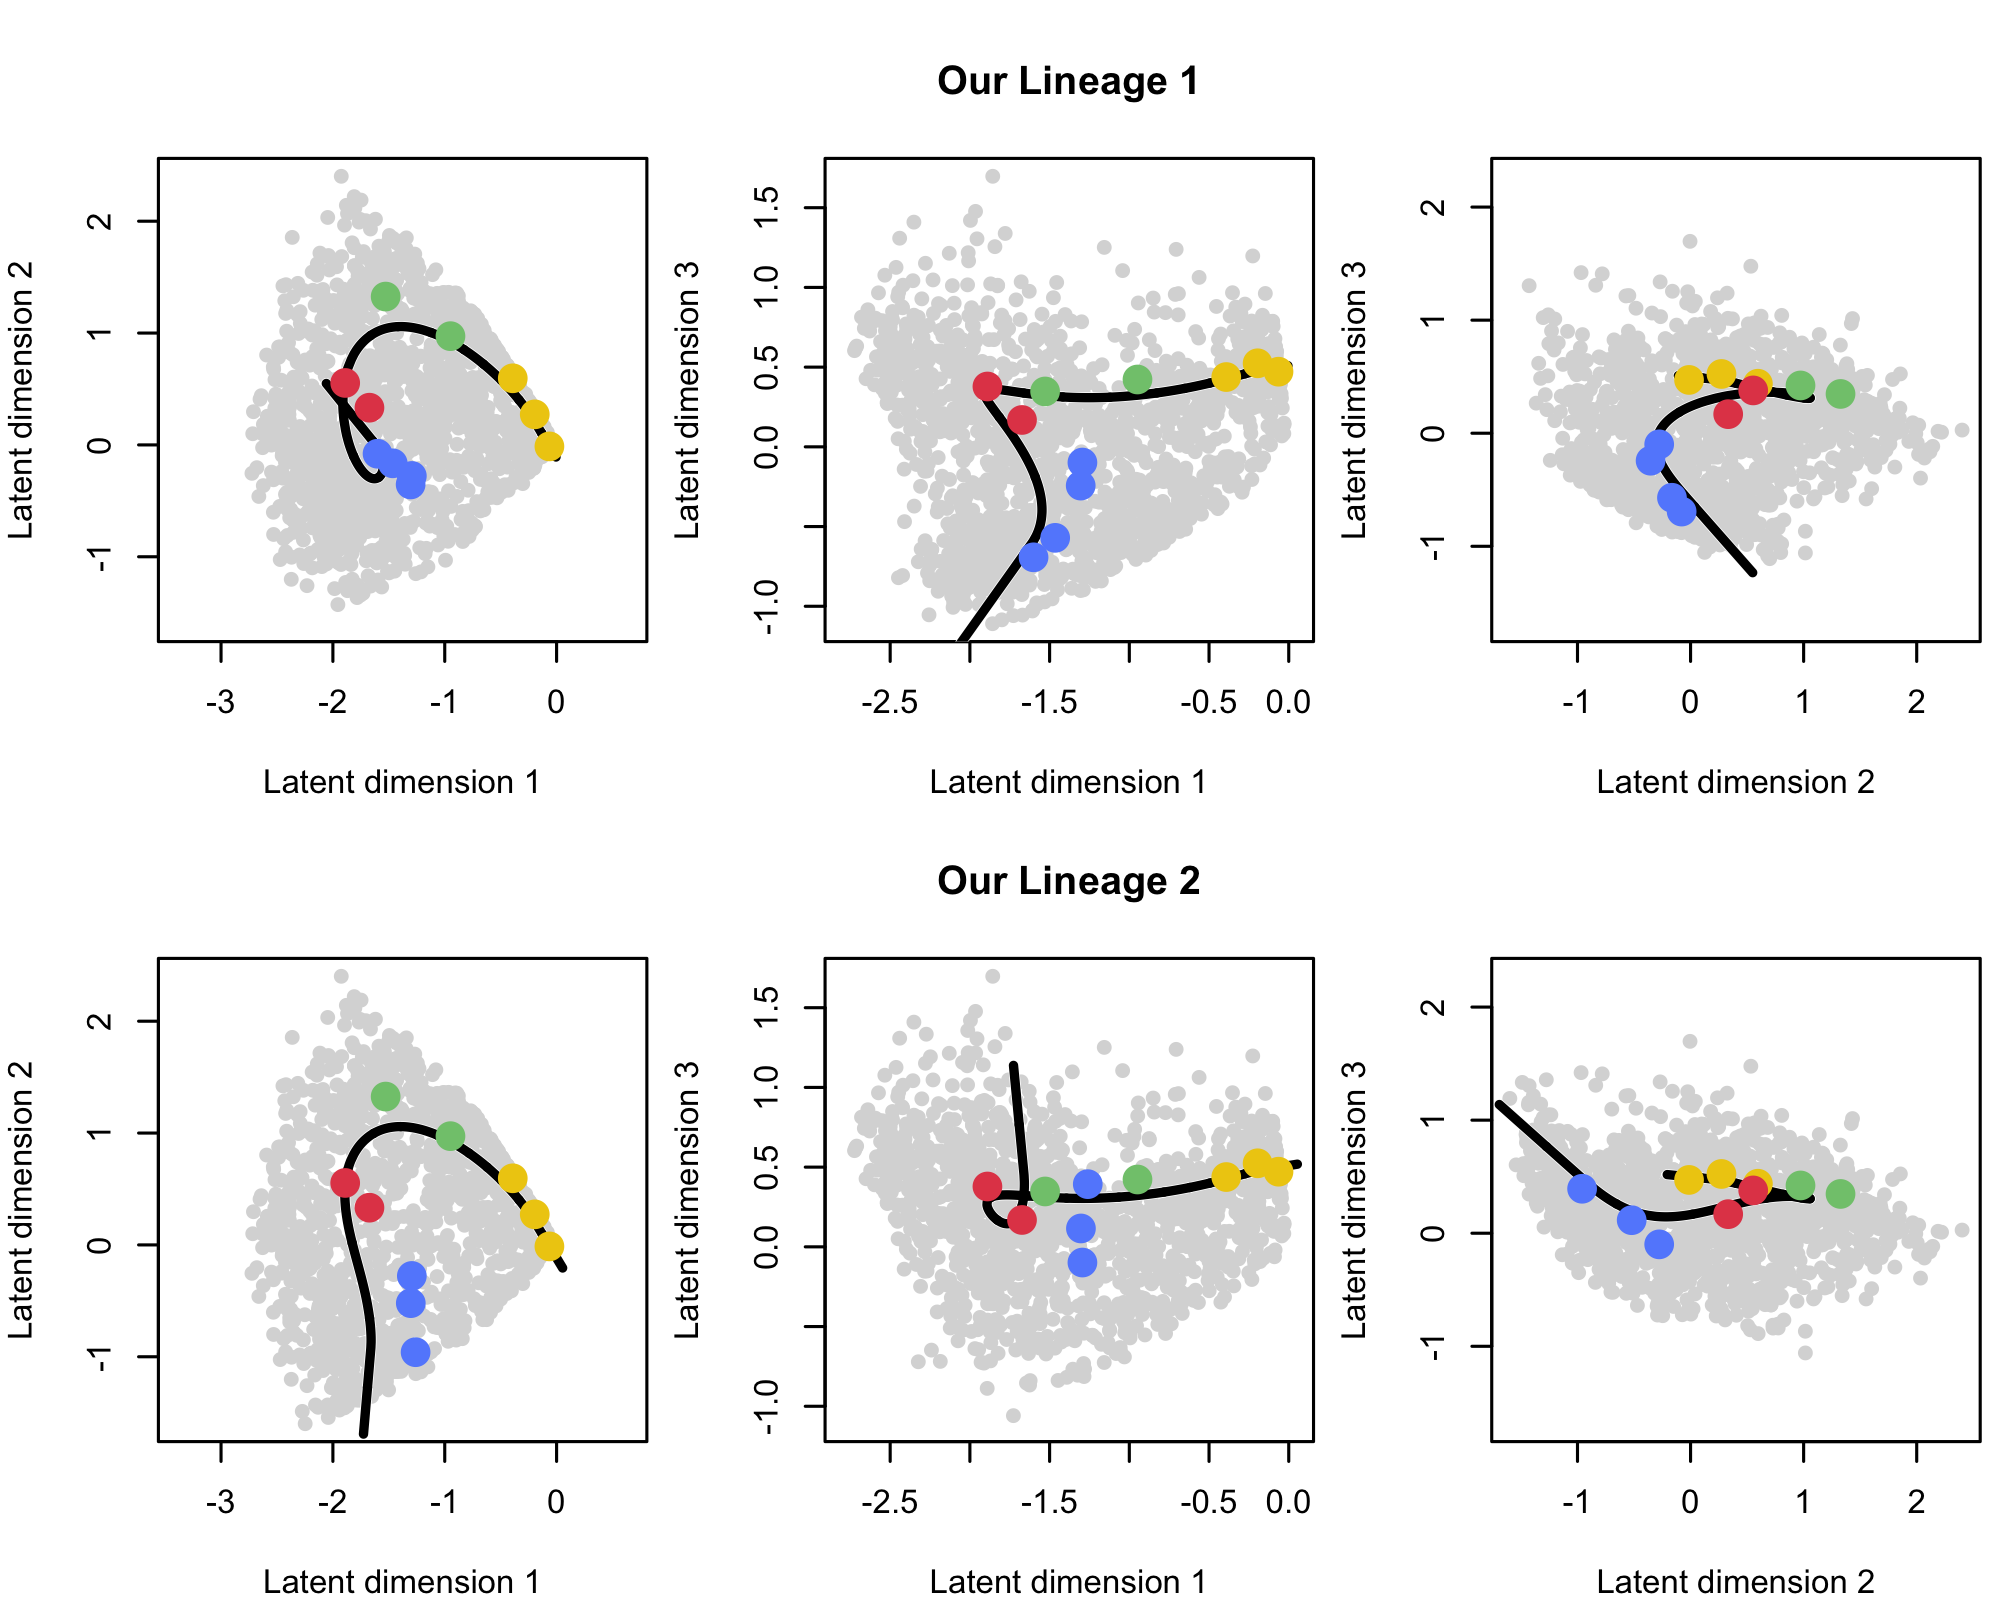 Our Lineage 1
Latent dimension 2
2
1
0
-1
-3 -2 -1 0
Latent dimension 1
Latent dimension 3
1.5
1.0
0.5
0.0
-1.0
-2.5 -1.5 -0.5 0.0
Latent dimension 1
Latent dimension 3
2
1
0
-1
-1 0 1 2
Latent dimension 2
Our Lineage 2
Latent dimension 2
2
1
0
-1
-3 -2 -1 0
Latent dimension 1
Latent dimension 3
1.5
1.0
0.5
0.0
-1.0
-2.5 -1.5 -0.5 0.0
Latent dimension 1
Latent dimension 3
2
1
0
-1
-1 0 1 2
Latent dimension 2